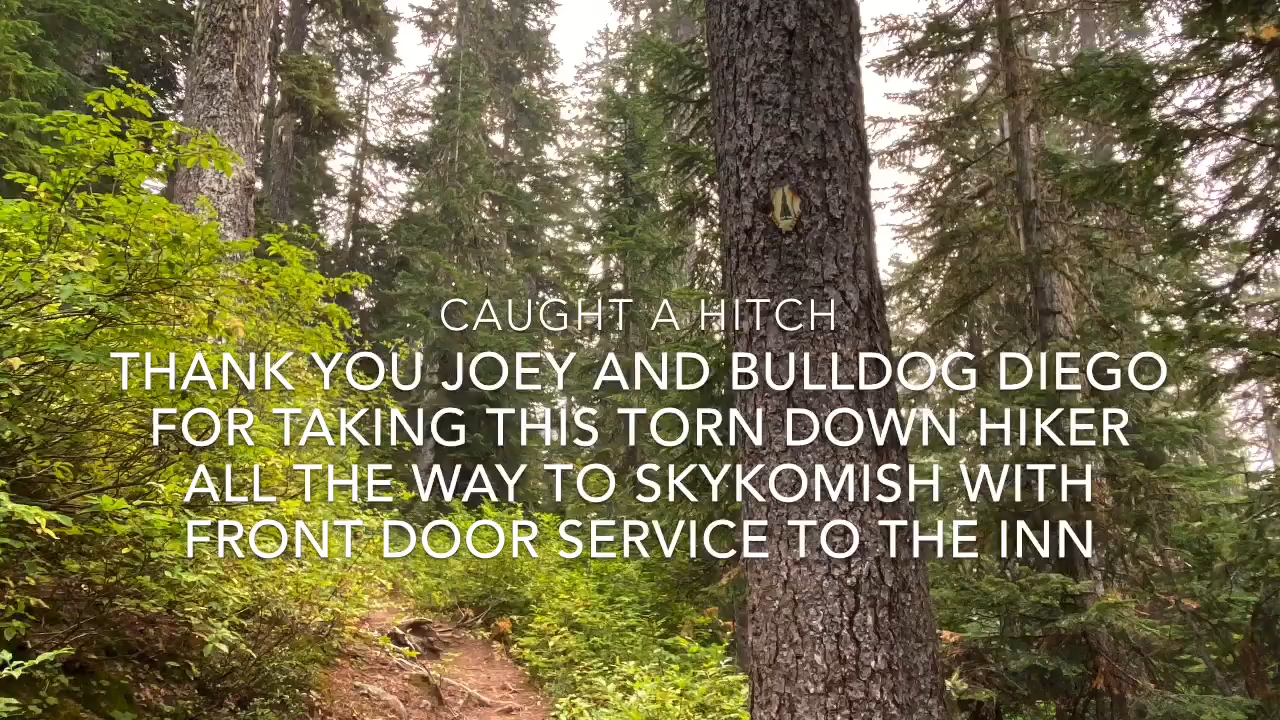 CAUGHT A HITCH
THANK YOU JOEY AND BULLDOG DIEGO
FOR TAKING THIS TORN DOWN HIKER
ALL THE WAY TO SKYKOMISH WITH
FRONT DOOR SERVICE TO THE INN